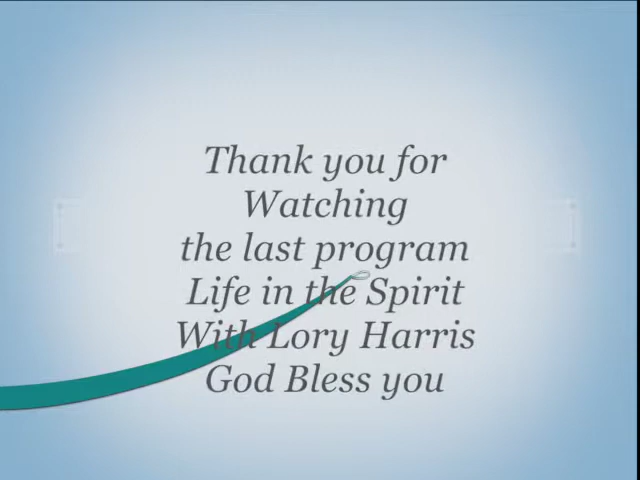 Thank you for
Watching
the last program
Life in the Spirit
With Lory Harris
God Bless you